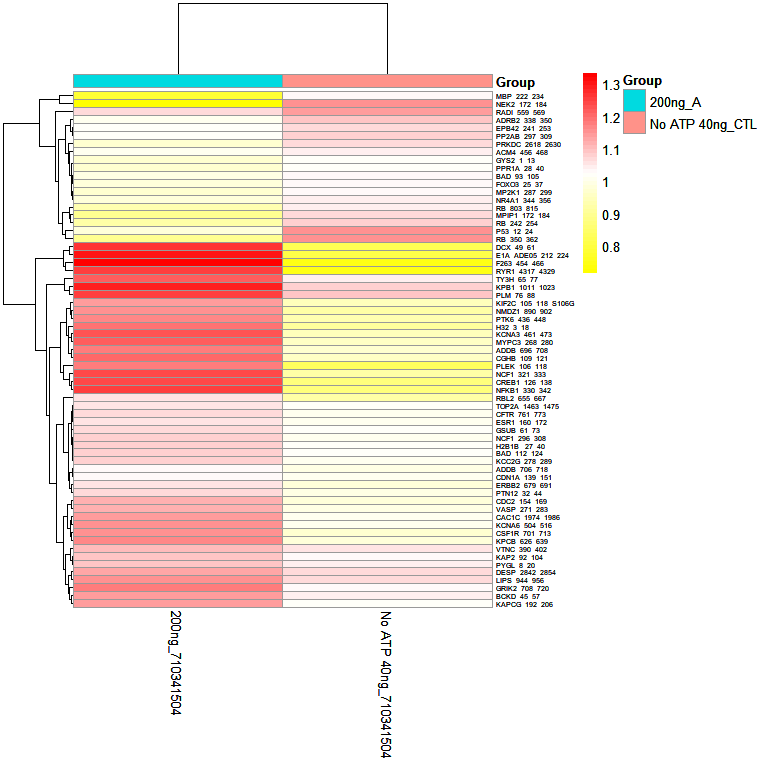 Group
MBP 222 234
NEK2 172 184
RADI 559 569
ADRB2 338 350
EPB42 241 253
PP2AB 297 309
PRKDC 2618 2630
ACM4 456 468
GYS2 1 13
PPR1A 28 40
BAD 93 105
FOXO3 25 37
MP2K1 287 299
NR4A1 344 356
RB 803 815
MPIP1 172 184
RB 242 254
P53 12 24
RB 350 362
DCX 49 61
E1A ADE05 212 224
F263 454 466
RYR1 4317 4329
TY3H 65 77
KPB1 1011 1023
PLM 76 88
KIF2C 105 118 S106G
NMDZ1 890 902
PTK6 436 448
H32 3 18
KCNA3 461 473
MYPC3 268 280
ADDB 696 708
CGHB 109 121
PLEK 106 118
NCF1 321 333
CREB1 126 138
NFKB1 330 342
RBL2 655 667
TOP2A 1463 1475
CFTR 761 773
ESR1 160 172
GSUB 61 73
NCF1 296 308
H2B1B 27 40
BAD 112 124
KCC2G 278 289
ADDB 706 718
CDN1A 139 151
ERBB2 679 691
PTN12 32 44
CDC2 154 169
VASP 271 283
CAC1C 1974 1986
KCNA6 504 516
CSF1R 701 713
KPCB 626 639
VTNC 390 402
KAP2 92 104
PYGL 8 20
DESP 2842 2854
LIPS 944 956
GRIK2 708 720
BCKD 45 57
KAPCG 192 206
1.3
1.2
1.1
1
0.9
0.8
Group
200ng_A
No ATP 40ng_CTL
200ng_710341504
No ATP 40ng_710341504